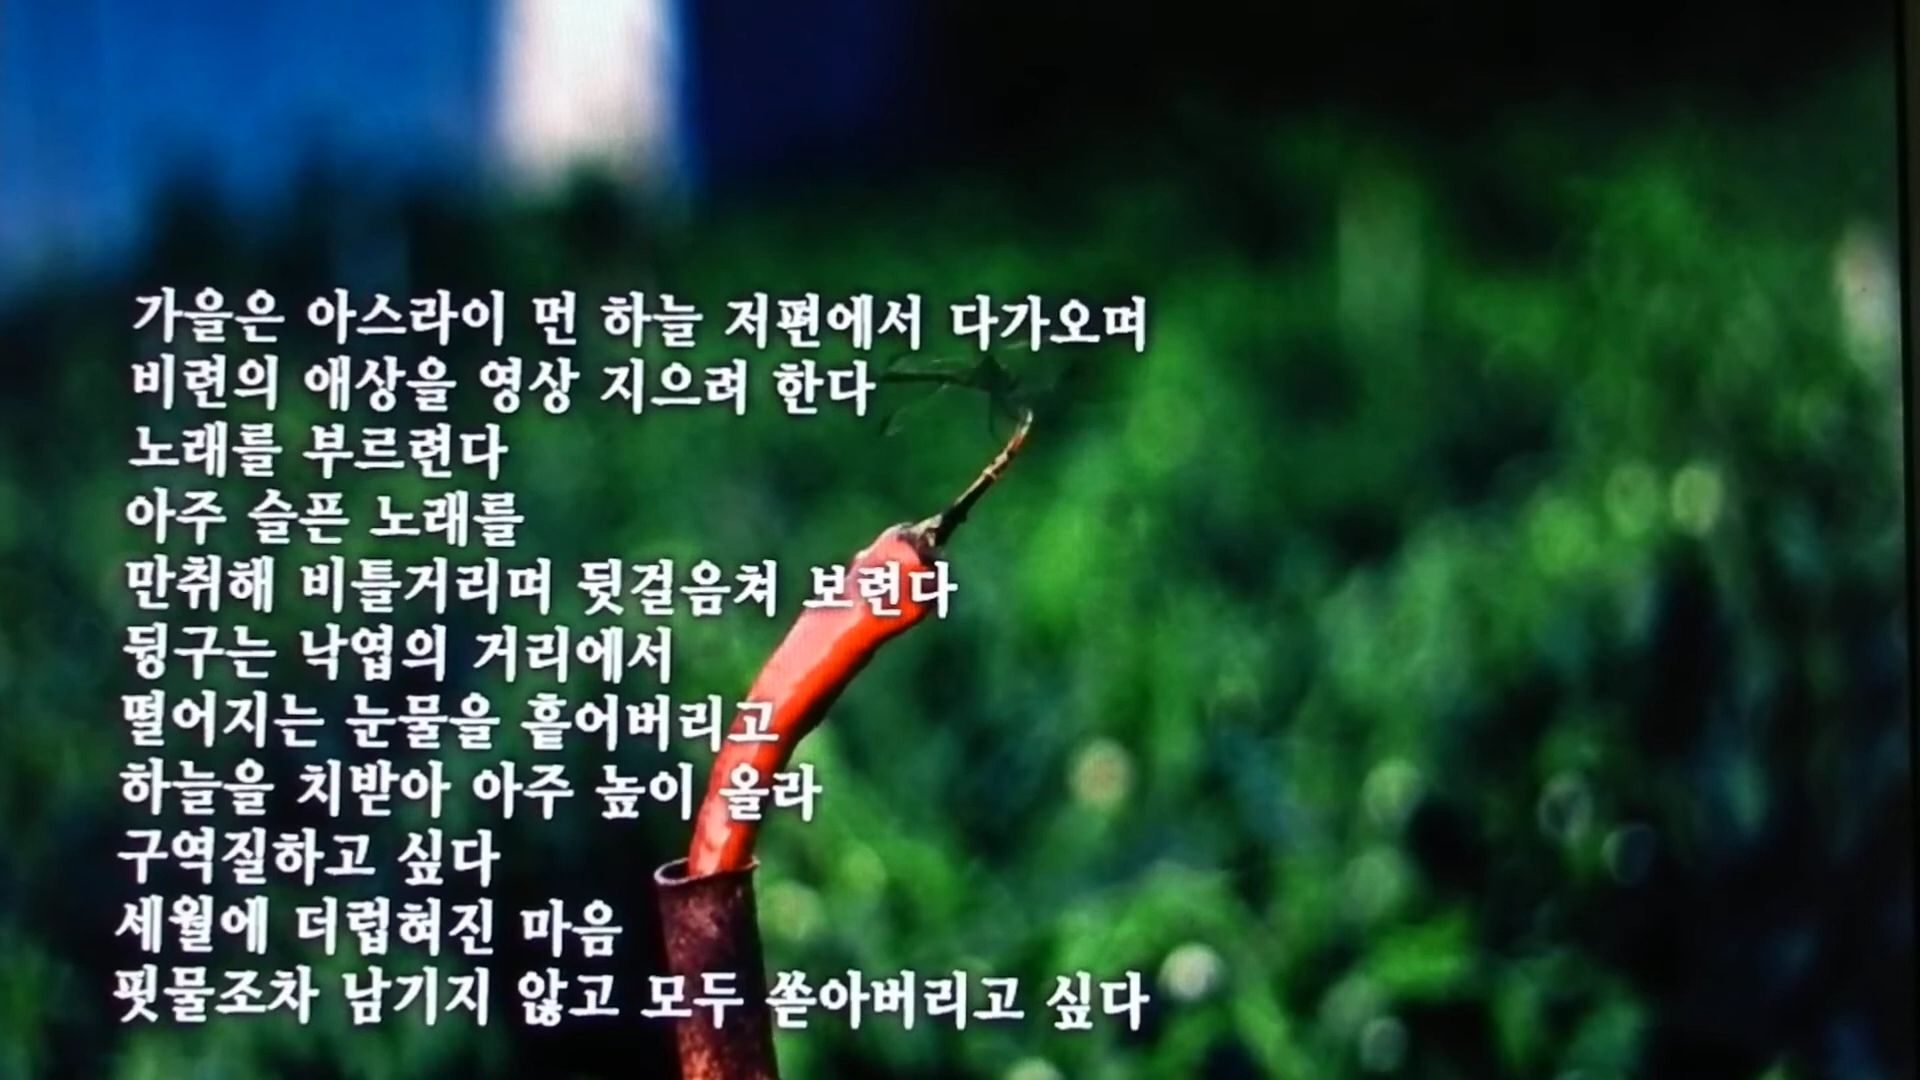 가을은 아스라이 먼 하늘 저편에서 다가오며
비련의 애상을 영상 지으려 한다
노래를 부르련다
아주 슬픈 노래를
만취해 비틀거리며 뒷걸음쳐 보련다
뒹구는 낙엽의 거리에서
떨어지는 눈물을 흩어버리고
하늘을 치받아 아주 높이 올라
구역질하고 싶다
세월에 더럽혀진 마음
핏물조차 남기지 않고 모두 쏟아버리고 싶다